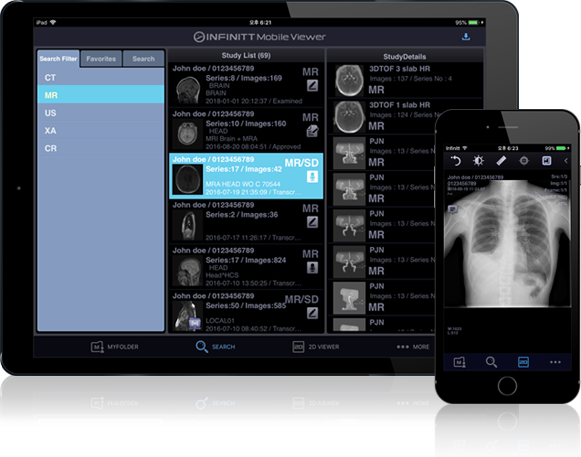 iPad
오후 6:21
95%
INFINITT Mobile Viewer
Search Filter
Favorites
Search
CT
MR
US
XA
CR
Study List (69)
John doe / 0123456789
Series:8 / Images:169
MR
BRAIN
BRAIN
2018-01-01 20:12:37 / Examined
John doe / 0123456789
Series:10 / Images:160
MR
HEAD
MRI Brain + MRA
2016-08-20 08:04:51 / Approved
John doe / 0123456789
MR/SD
Series:17 / Images:42
MRA HEAD WO C 70544
2016-07-19 21:35:09 / Transcr...
John doe / 0123456789
Series:2 / Images:36
MR
2016-07-17 11:26:17 / Transcr...
John doe / 0123456789
Series:17 / Images:824
MR
HEAD
Head^HCS
2016-07-10 13:50:25 / Transcr...
John doe / 0123456789
Series:50 / Images:585
MR/SD
LOCAL01
2016-07-10 08:40:52 / Transcr...
StudyDetails
3DTOF 3 slab HR
Images : 137 / Series No : 4
MR
3DTOF 1 slab HR
Images : 124 / Series No
MR
PJN
Images : 13 / Series N
MR
PJN
Images : 13 / Series N
MR
PJN
Images : 13 / Series N
MR
PJN
Images : 13 / Series N
MR
PJN
Images : 13 / Series N
MYFOLDER
SEARCH
2D
2D VIEWER
MORE
Infinitt
오후 6:23
John doe
0123456789
2D